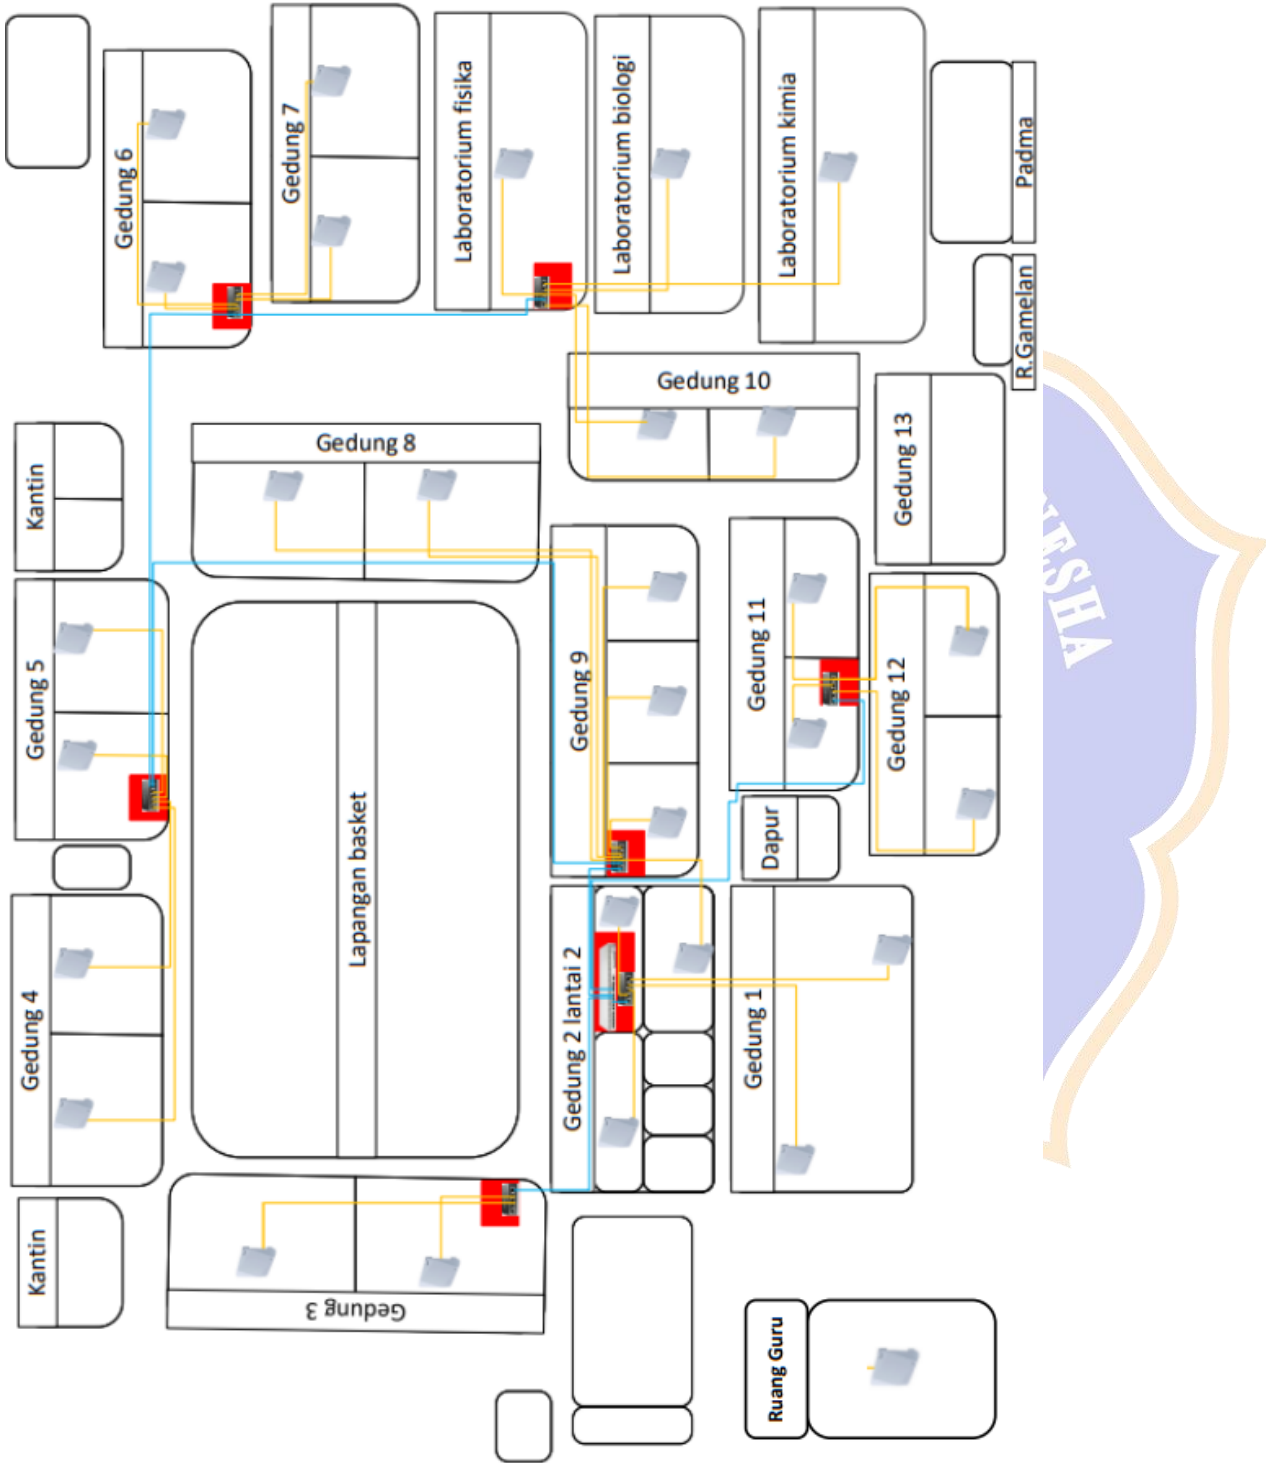 Gedung 6
Gedung 7
Laboratorium fisika
Laboratorium biologi
Laboratorium kimia
Padma
R.Gamelan
Gedung 10
Gedung 13
Kantin
Gedung 8
Gedung 5
Gedung 9
Gedung 11
Gedung 12
Lapangan basket
Dapur
Gedung 4
Gedung 2 lantai 2
Gedung 1
Kantin
Gedung 3
Ruang Guru
ESHA